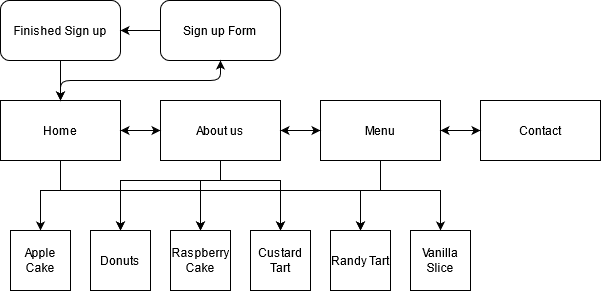 Finished Sign up
Sign up Form
Home
About us
Menu
Contact
Apple
Cake
Donuts
Raspberry
Cake
Custard
Tart
Randy Tart
Vanilla
Slice